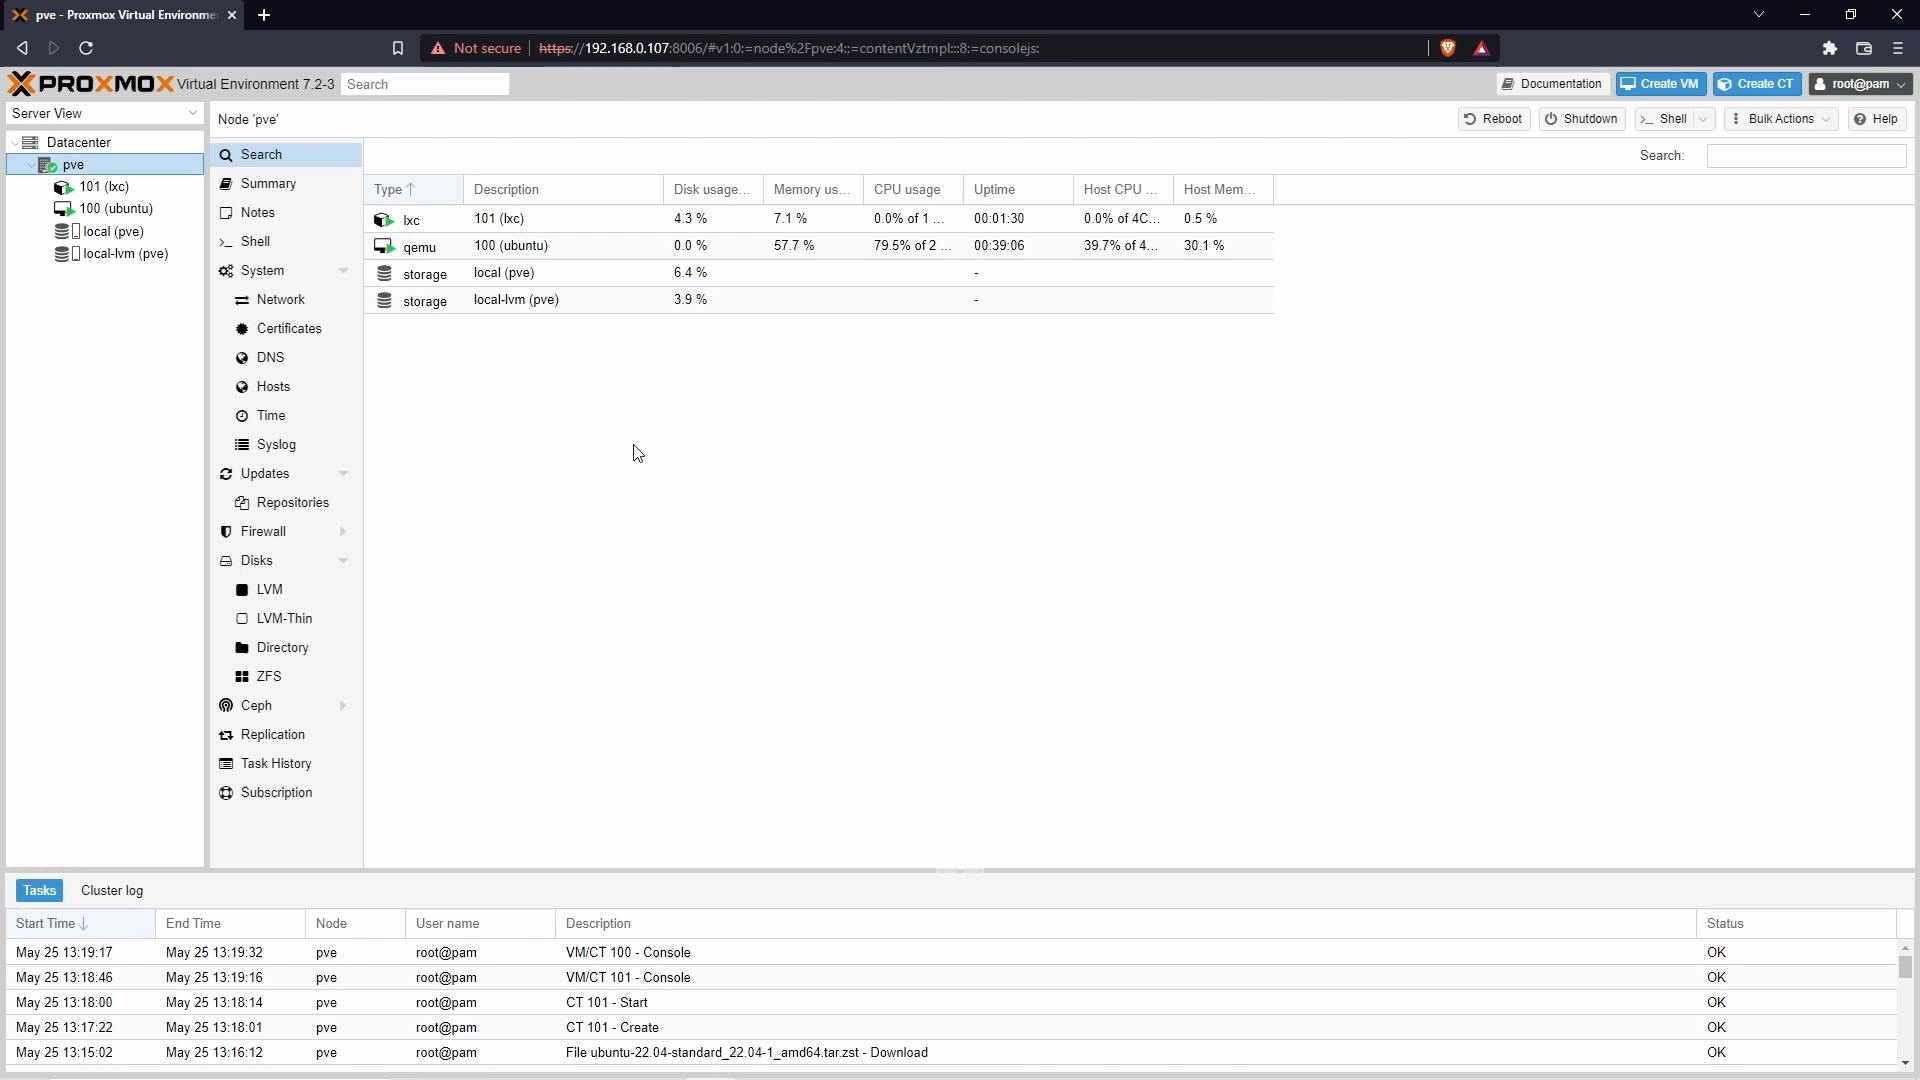 pve - Proxmox Virtual Environme
Not secure
https://192.168.0.107:8006/#v1:0:=node%2Fpve:4::=contentVztmpl:::8:=consolejs:
PROXMOX Virtual Environment 7.2-3
Search
Documentation
Create VM
Create CT
root@pam
Server View
Node 'pve'
Reboot
Shutdown
Shell
Bulk Actions
Help
Datacenter
pve
101 (lxc)
100 (ubuntu)
local (pve)
local-lvm (pve)
Search
Summary
Notes
Shell
System
Network
Certificates
DNS
Hosts
Time
Syslog
Updates
Repositories
Firewall
Disks
LVM
LVM-Thin
Directory
ZFS
Ceph
Replication
Task History
Subscription
Search:
Type Description Disk usage... Memory us... CPU usage Uptime Host CPU ... Host Mem...
lxc 101 (lxc) 4.3 % 7.1 % 0.0% of 1 ... 00:01:30 0.0% of 4C... 0.5 %
qemu 100 (ubuntu) 0.0 % 57.7 % 79.5% of 2 ... 00:39:06 39.7% of 4... 30.1 %
storage local (pve) 6.4 % -
storage local-lvm (pve) 3.9 % -
Tasks Cluster log
Start Time End Time Node User name Description Status
May 25 13:19:17 May 25 13:19:32 pve root@pam VM/CT 100 - Console OK
May 25 13:18:46 May 25 13:19:16 pve root@pam VM/CT 101 - Console OK
May 25 13:18:00 May 25 13:18:14 pve root@pam CT 101 - Start OK
May 25 13:17:22 May 25 13:18:01 pve root@pam CT 101 - Create OK
May 25 13:15:02 May 25 13:16:12 pve root@pam File ubuntu-22.04-standard_22.04-1_amd64.tar.zst - Download OK